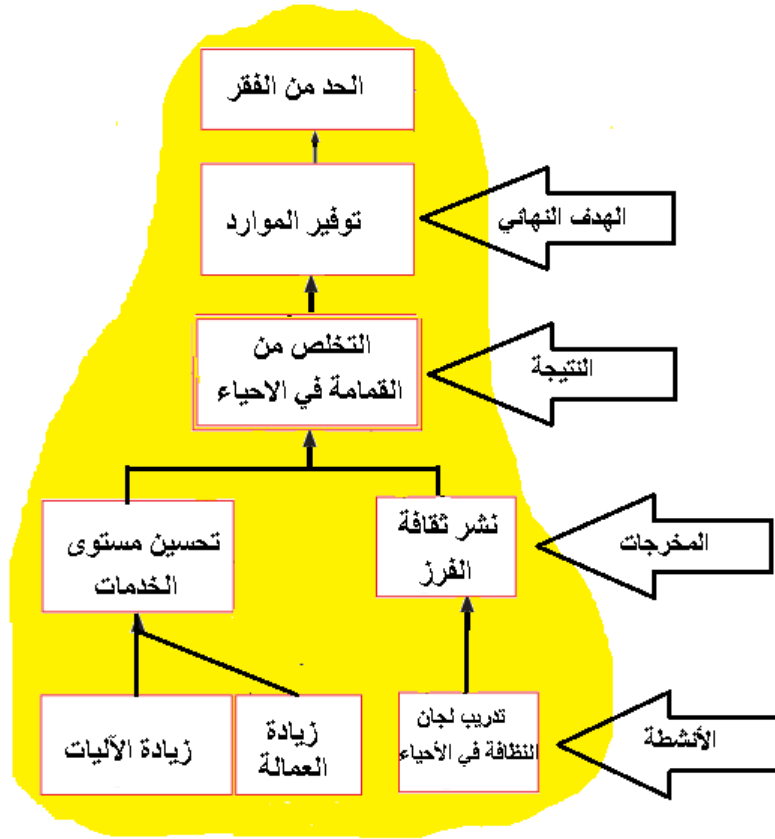 الحد من الفقر
توفير الموارد
الهدف النهائي
التخلص من
القمامة في الاحياء
النتيجة
نشر ثقافة
الفرز
تحسين مستوى
الخدمات
المخرجات
تدريب لجان
النظافة في الأحياء
زيادة
العمالة
زيادة الآليات
الأنشطة